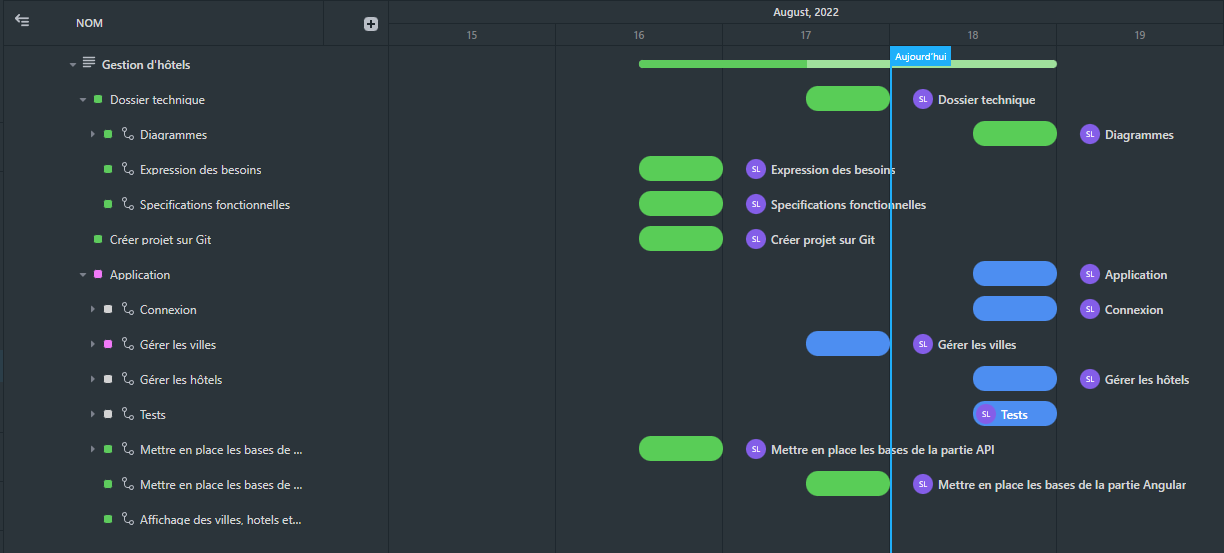 NOM
August, 2022
15 16 17 18 19
Aujourd'hui
Gestion d'hôtels
Dossier technique SL Dossier technique
Diagrammes SL Diagrammes
Expression des besoins SL Expression des besoins
Specifications fonctionnelles SL Specifications fonctionnelles
Créer projet sur Git SL Créer projet sur Git
Application SL Application
Connexion SL Connexion
Gérer les villes SL Gérer les villes
Gérer les hôtels SL Gérer les hôtels
Tests SL Tests
Mettre en place les bases de ... SL Mettre en place les bases de la partie API
Mettre en place les bases de ... SL Mettre en place les bases de la partie Angular
Affichage des villes, hotels et...